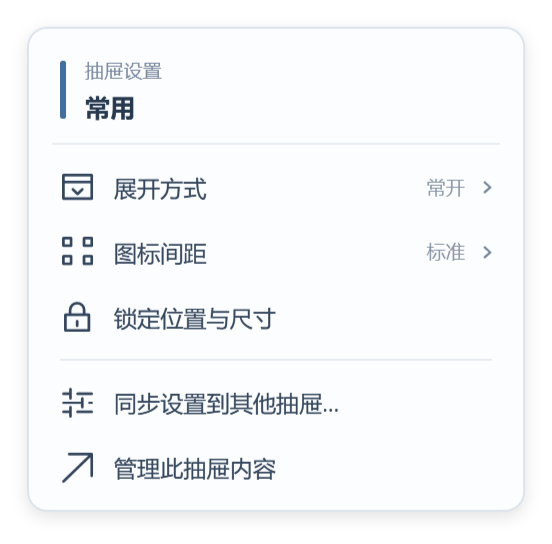 抽屉设置
常用
展开方式 常开
图标间距 标准
锁定位置与尺寸
同步设置到其他抽屉...
管理此抽屉内容